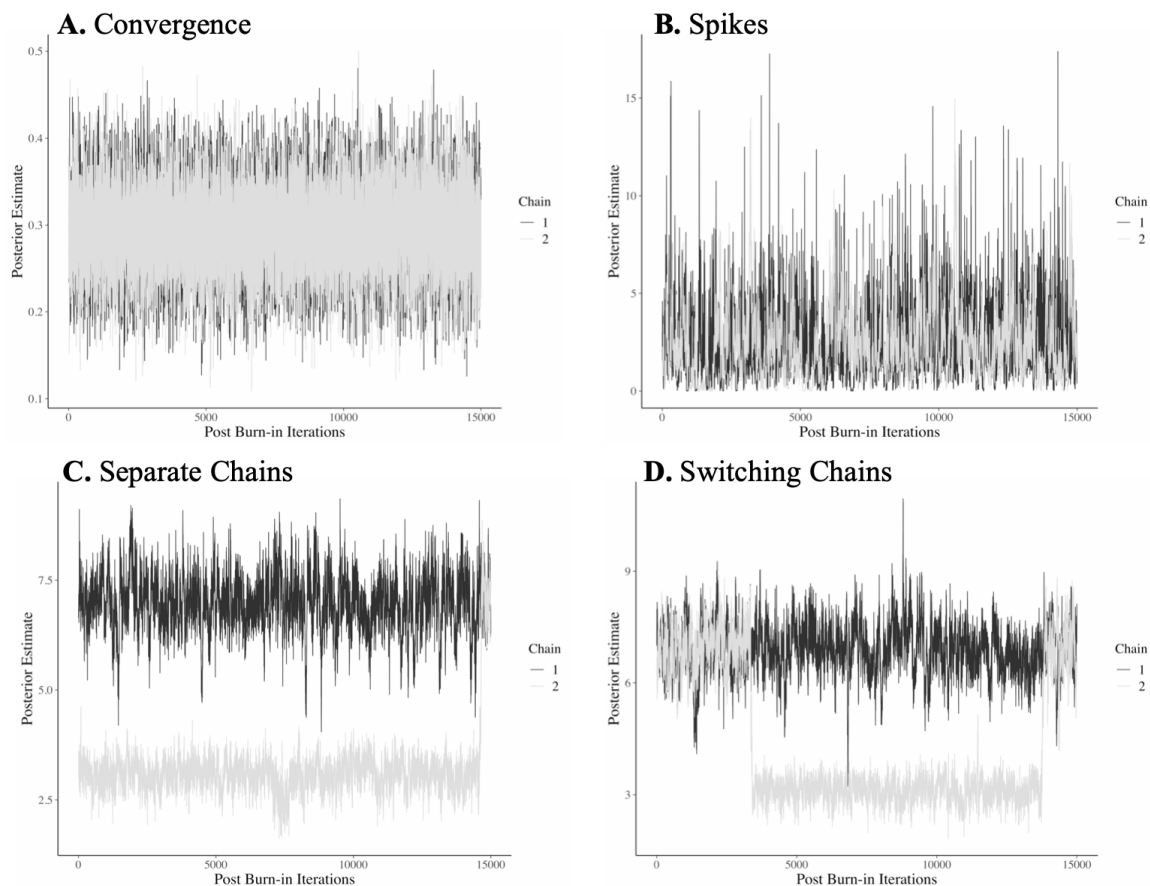 A. Convergence
0.5
0.4
0.3
0.2
0.1
Posterior Estimate
0 5000 10000 15000
Post Burn-in Iterations
Chain
1
2
B. Spikes
15
10
5
0
Posterior Estimate
0 5000 10000 15000
Post Burn-in Iterations
Chain
1
2
C. Separate Chains
7.5
5.0
2.5
Posterior Estimate
0 5000 10000 15000
Post Burn-in Iterations
Chain
1
2
D. Switching Chains
9
6
3
Posterior Estimate
0 5000 10000 15000
Post Burn-in Iterations
Chain
1
2